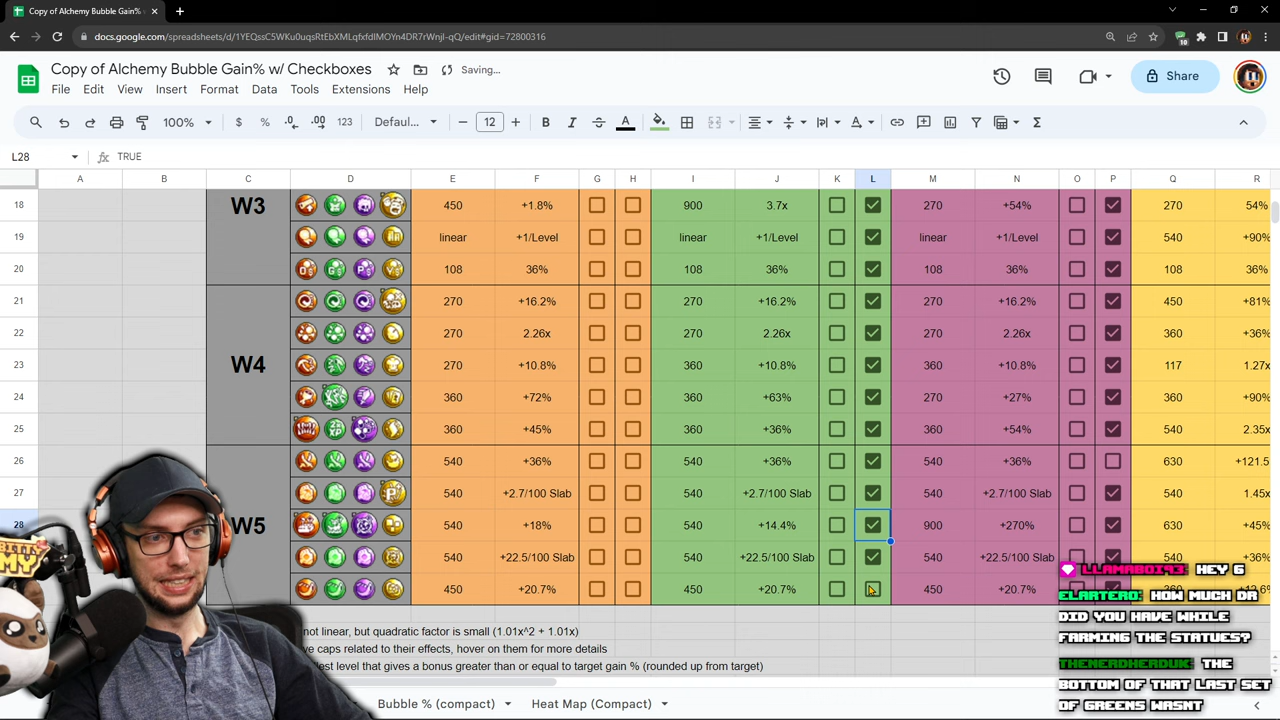 Copy of Alchemy Bubble Gain%
docs.google.com/spreadsheets/d/1YEQssC5WKu0uqsRtEbXMLqfxfdIMOYn4DR7rWnjI-qQ/edit#gid=72800316
Copy of Alchemy Bubble Gain% w/ Checkboxes
Saving...
File Edit View Insert Format Data Tools Extensions Help
Share
100% $ % .0 .00 123 Defaul... 12 B I A
L28 TRUE
A B C D E F G H I J K L M N O P Q R
18 W3 450 +1.8% 900 3.7x 270 +54% 270 54%
19 linear +1/Level linear +1/Level linear +1/Level 540 +90%
20 108 36% 108 36% 108 36% 108 36%
21 270 +16.2% 270 +16.2% 270 +16.2% 450 +81%
22 270 2.26x 270 2.26x 270 2.26x 360 +36%
23 W4 270 +10.8% 360 +10.8% 360 +10.8% 117 1.27x
24 360 +72% 360 +63% 270 +27% 360 +90%
25 360 +45% 360 +36% 360 +54% 360 2.35x
26 540 +36% 540 +36% 540 +36% 630 +121.5
27 540 +2.7/100 Slab 540 +2.7/100 Slab 540 +2.7/100 Slab 540 1.45x
28 W5 540 +18% 540 +14.4% 900 +270% 630 +45%
540 +22.5/100 Slab 540 +22.5/100 Slab 540 +22.5/100 Slab 540 +36%
450 +20.7% 450 +20.7% 450 +20.7%
not linear, but quadratic factor is small (1.01x^2 + 1.01x)
ve caps related to their effects, hover on them for more details
llest level that gives a bonus greater than or equal to target gain % (rounded up from target)
Bubble % (compact) Heat Map (Compact)
LLAMABOI93: HEY 6
ELARTERO: HOW MUCH DR
DID YOU HAVE WHILE
FARMING THE STATUES?
THENERDHERDUK: THE
BOTTOM OF THAT LAST SET
OF GREENS WASNT